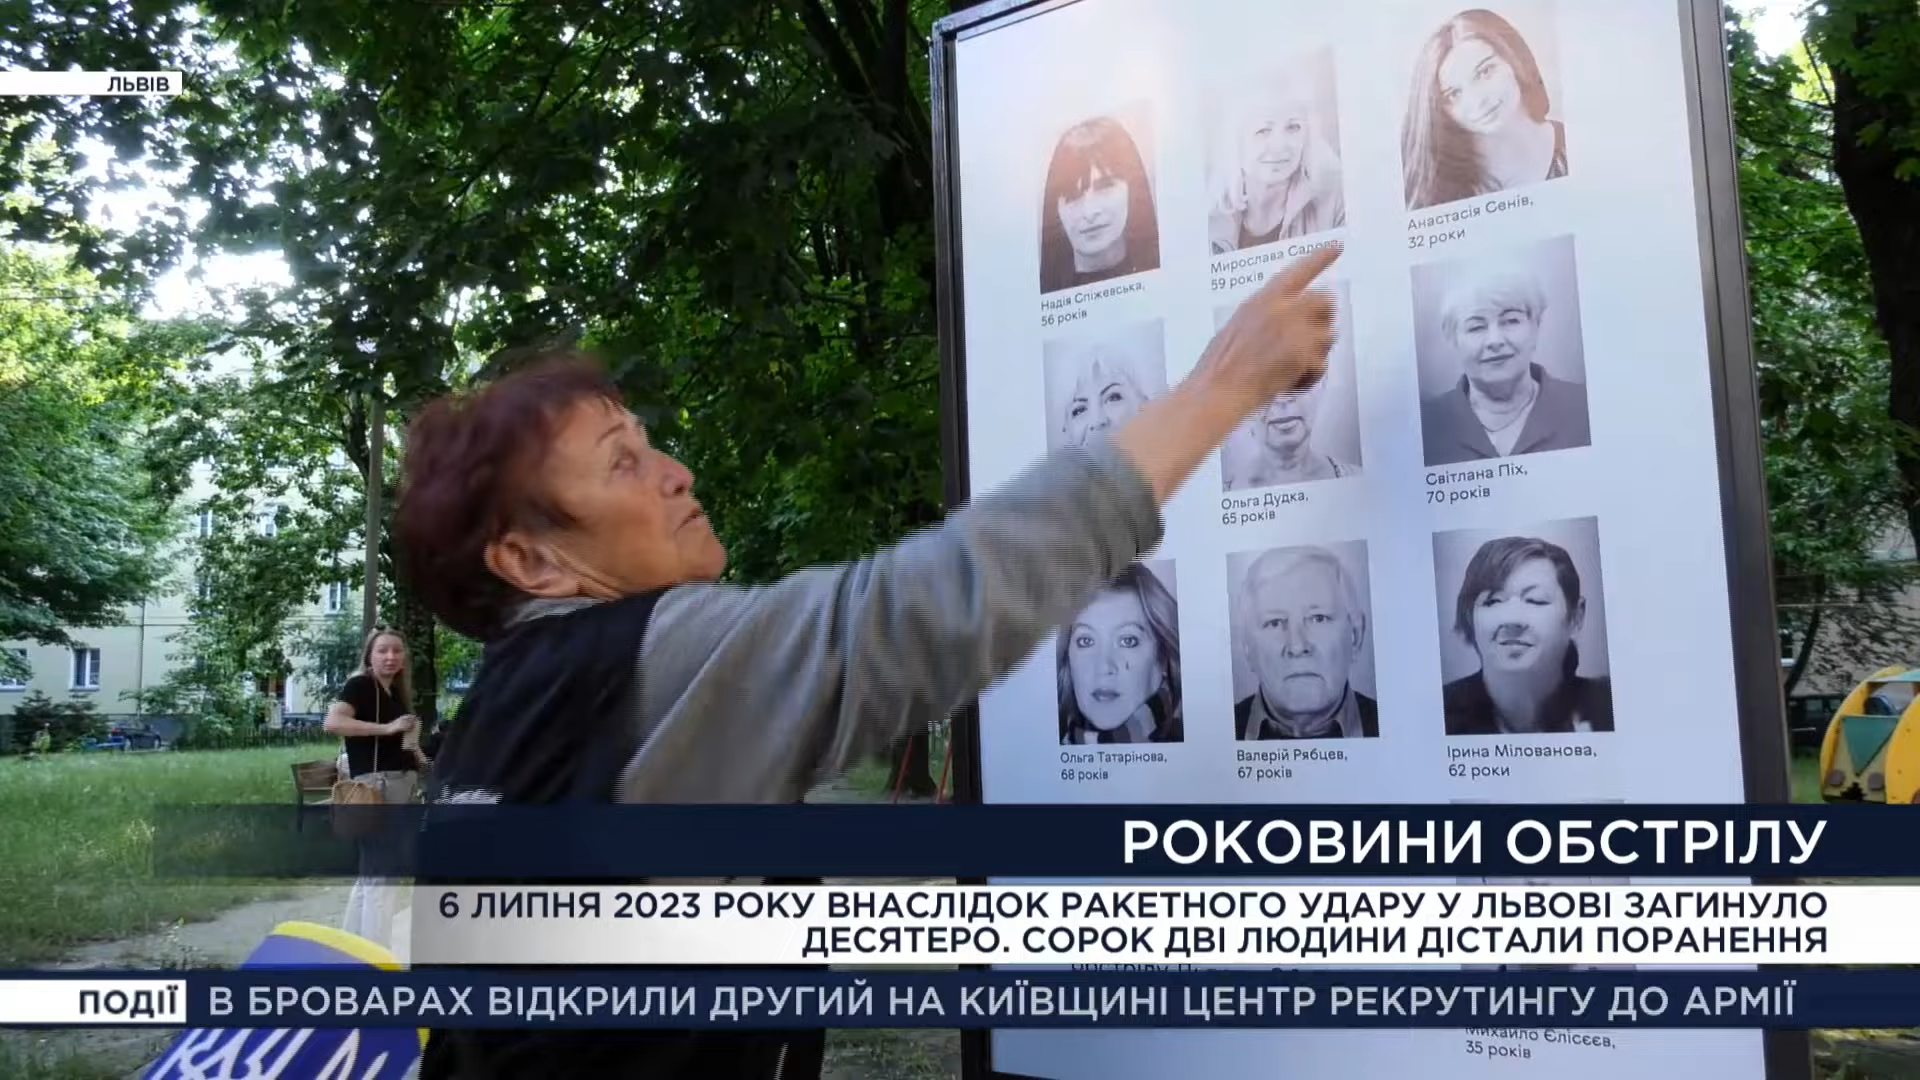 ЛЬВІВ
Надія Спіжевська,
56 років
Мирослава Садова,
59 років
Анастасія Сенів,
32 роки
Ольга Дудка,
65 років
Світлана Піх,
70 років
Ольга Татарінова,
68 років
Валерій Рябцев,
67 років
Ірина Мілованова,
62 роки
РОКОВИНИ ОБСТРІЛУ
6 ЛИПНЯ 2023 РОКУ ВНАСЛІДОК РАКЕТНОГО УДАРУ У ЛЬВОВІ ЗАГИНУЛО
ДЕСЯТЕРО. СОРОК ДВІ ЛЮДИНИ ДІСТАЛИ ПОРАНЕННЯ
ПОДІЇ
В БРОВАРАХ ВІДКРИЛИ ДРУГИЙ НА КИЇВЩИНІ ЦЕНТР РЕКРУТИНГУ ДО АРМІЇ
Михайло Єлісєєв,
35 років